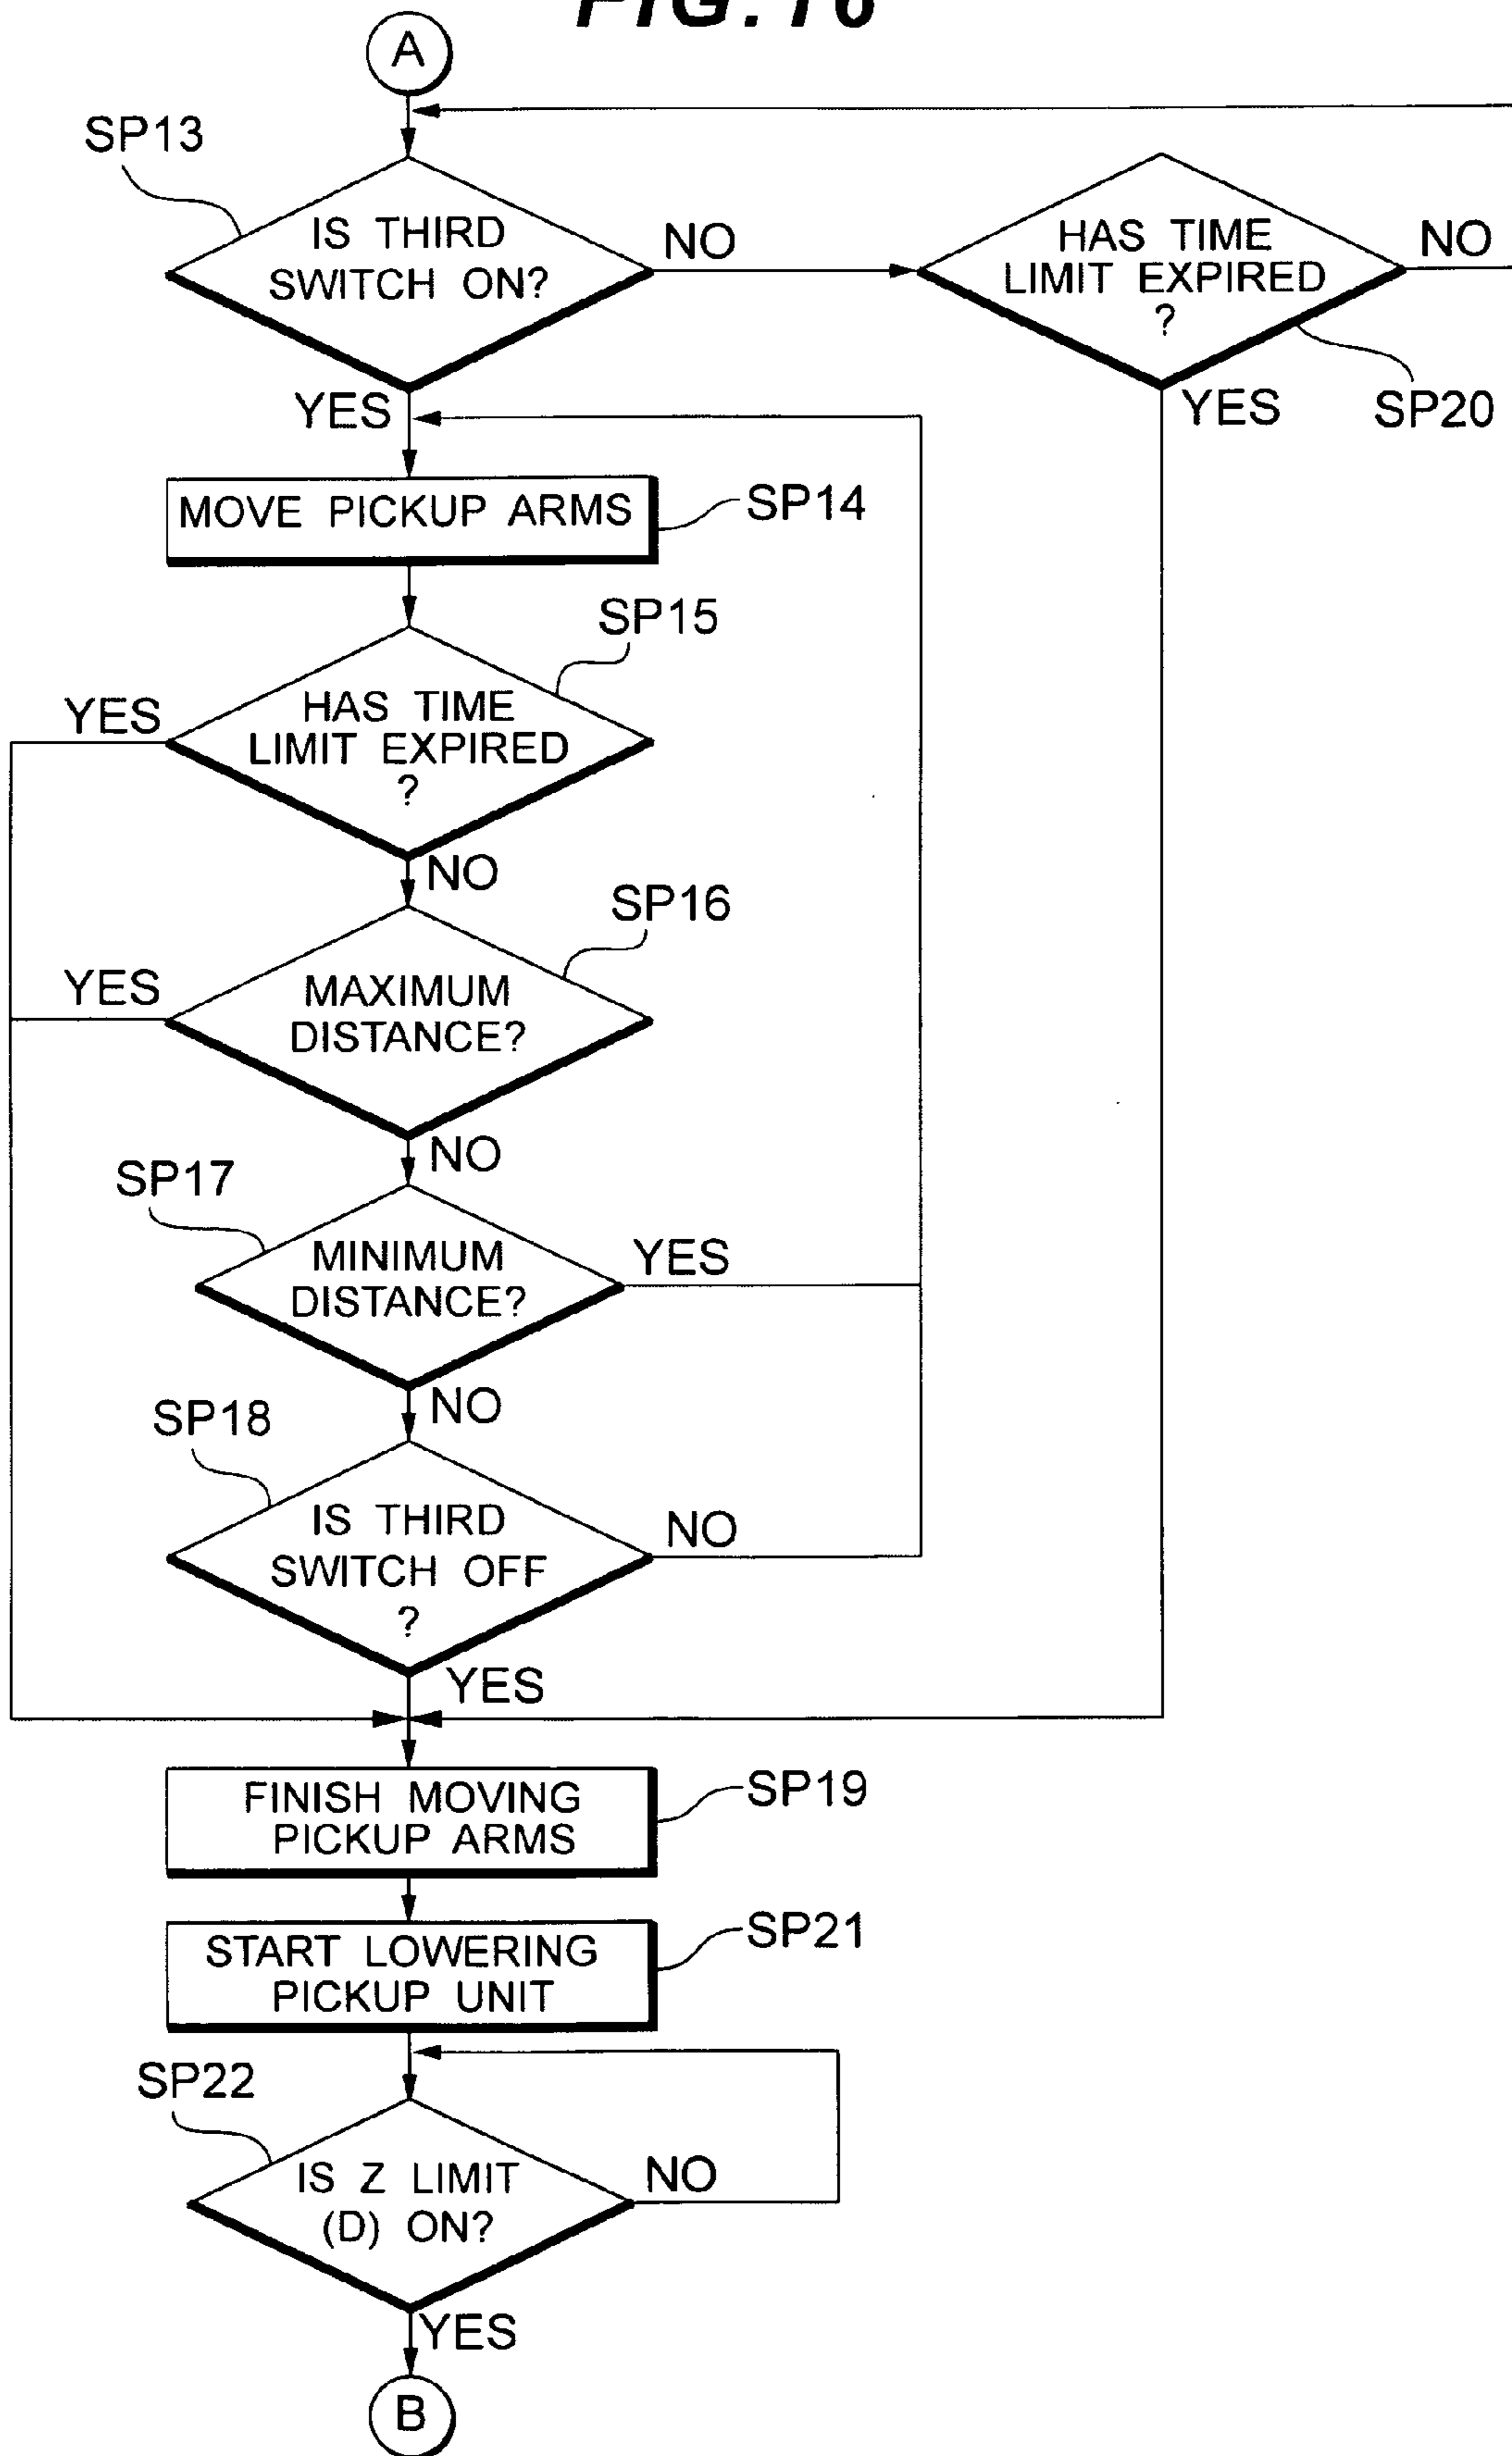 FIG. 16
A
SP13
IS THIRD
SWITCH ON?
NO
YES
HAS TIME
LIMIT EXPIRED
?
NO
YES
SP20
MOVE PICKUP ARMS
SP14
SP15
HAS TIME
LIMIT EXPIRED
?
YES
NO
SP16
MAXIMUM
DISTANCE?
YES
NO
SP17
MINIMUM
DISTANCE?
YES
NO
SP18
IS THIRD
SWITCH OFF
?
NO
YES
FINISH MOVING
PICKUP ARMS
SP19
START LOWERING
PICKUP UNIT
SP21
SP22
IS Z LIMIT
(D) ON?
NO
YES
B